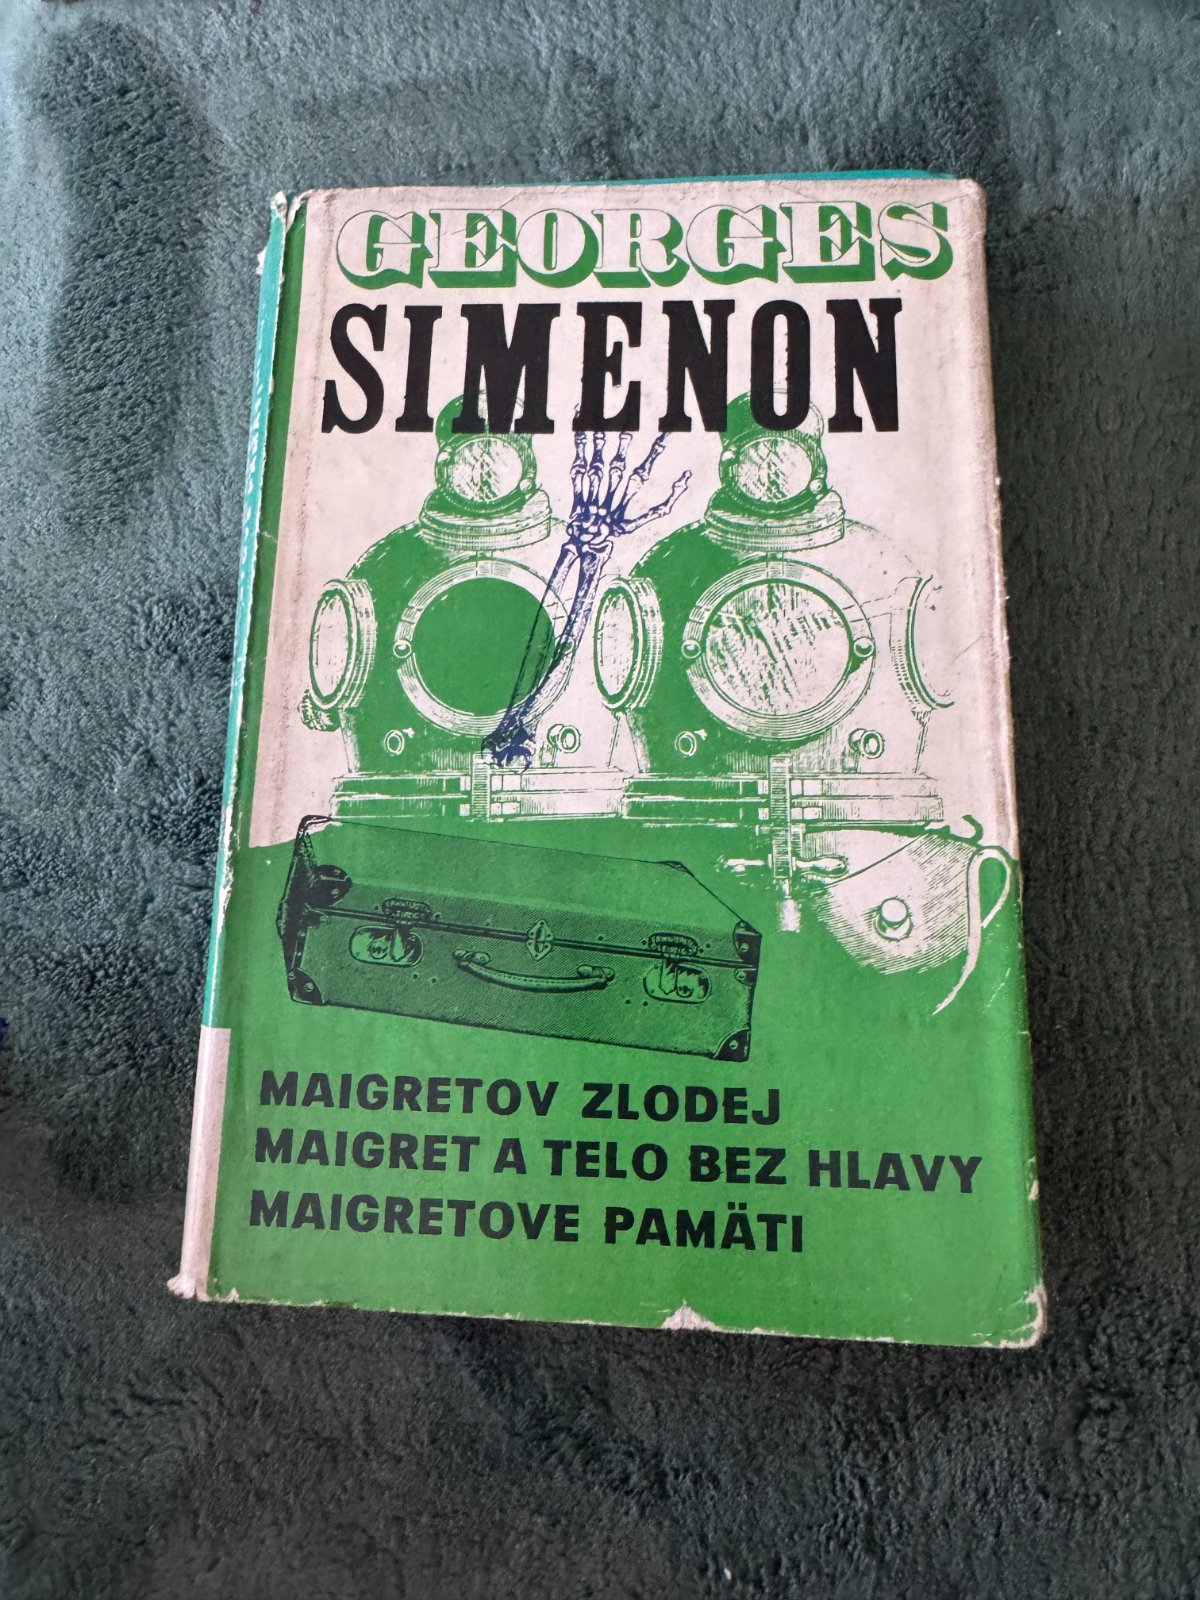 GEORGES
SIMENON
MAIGRETOV ZLODEJ
MAIGRET A TELO BEZ HLAVY
MAIGRETOVE PAMÄTI